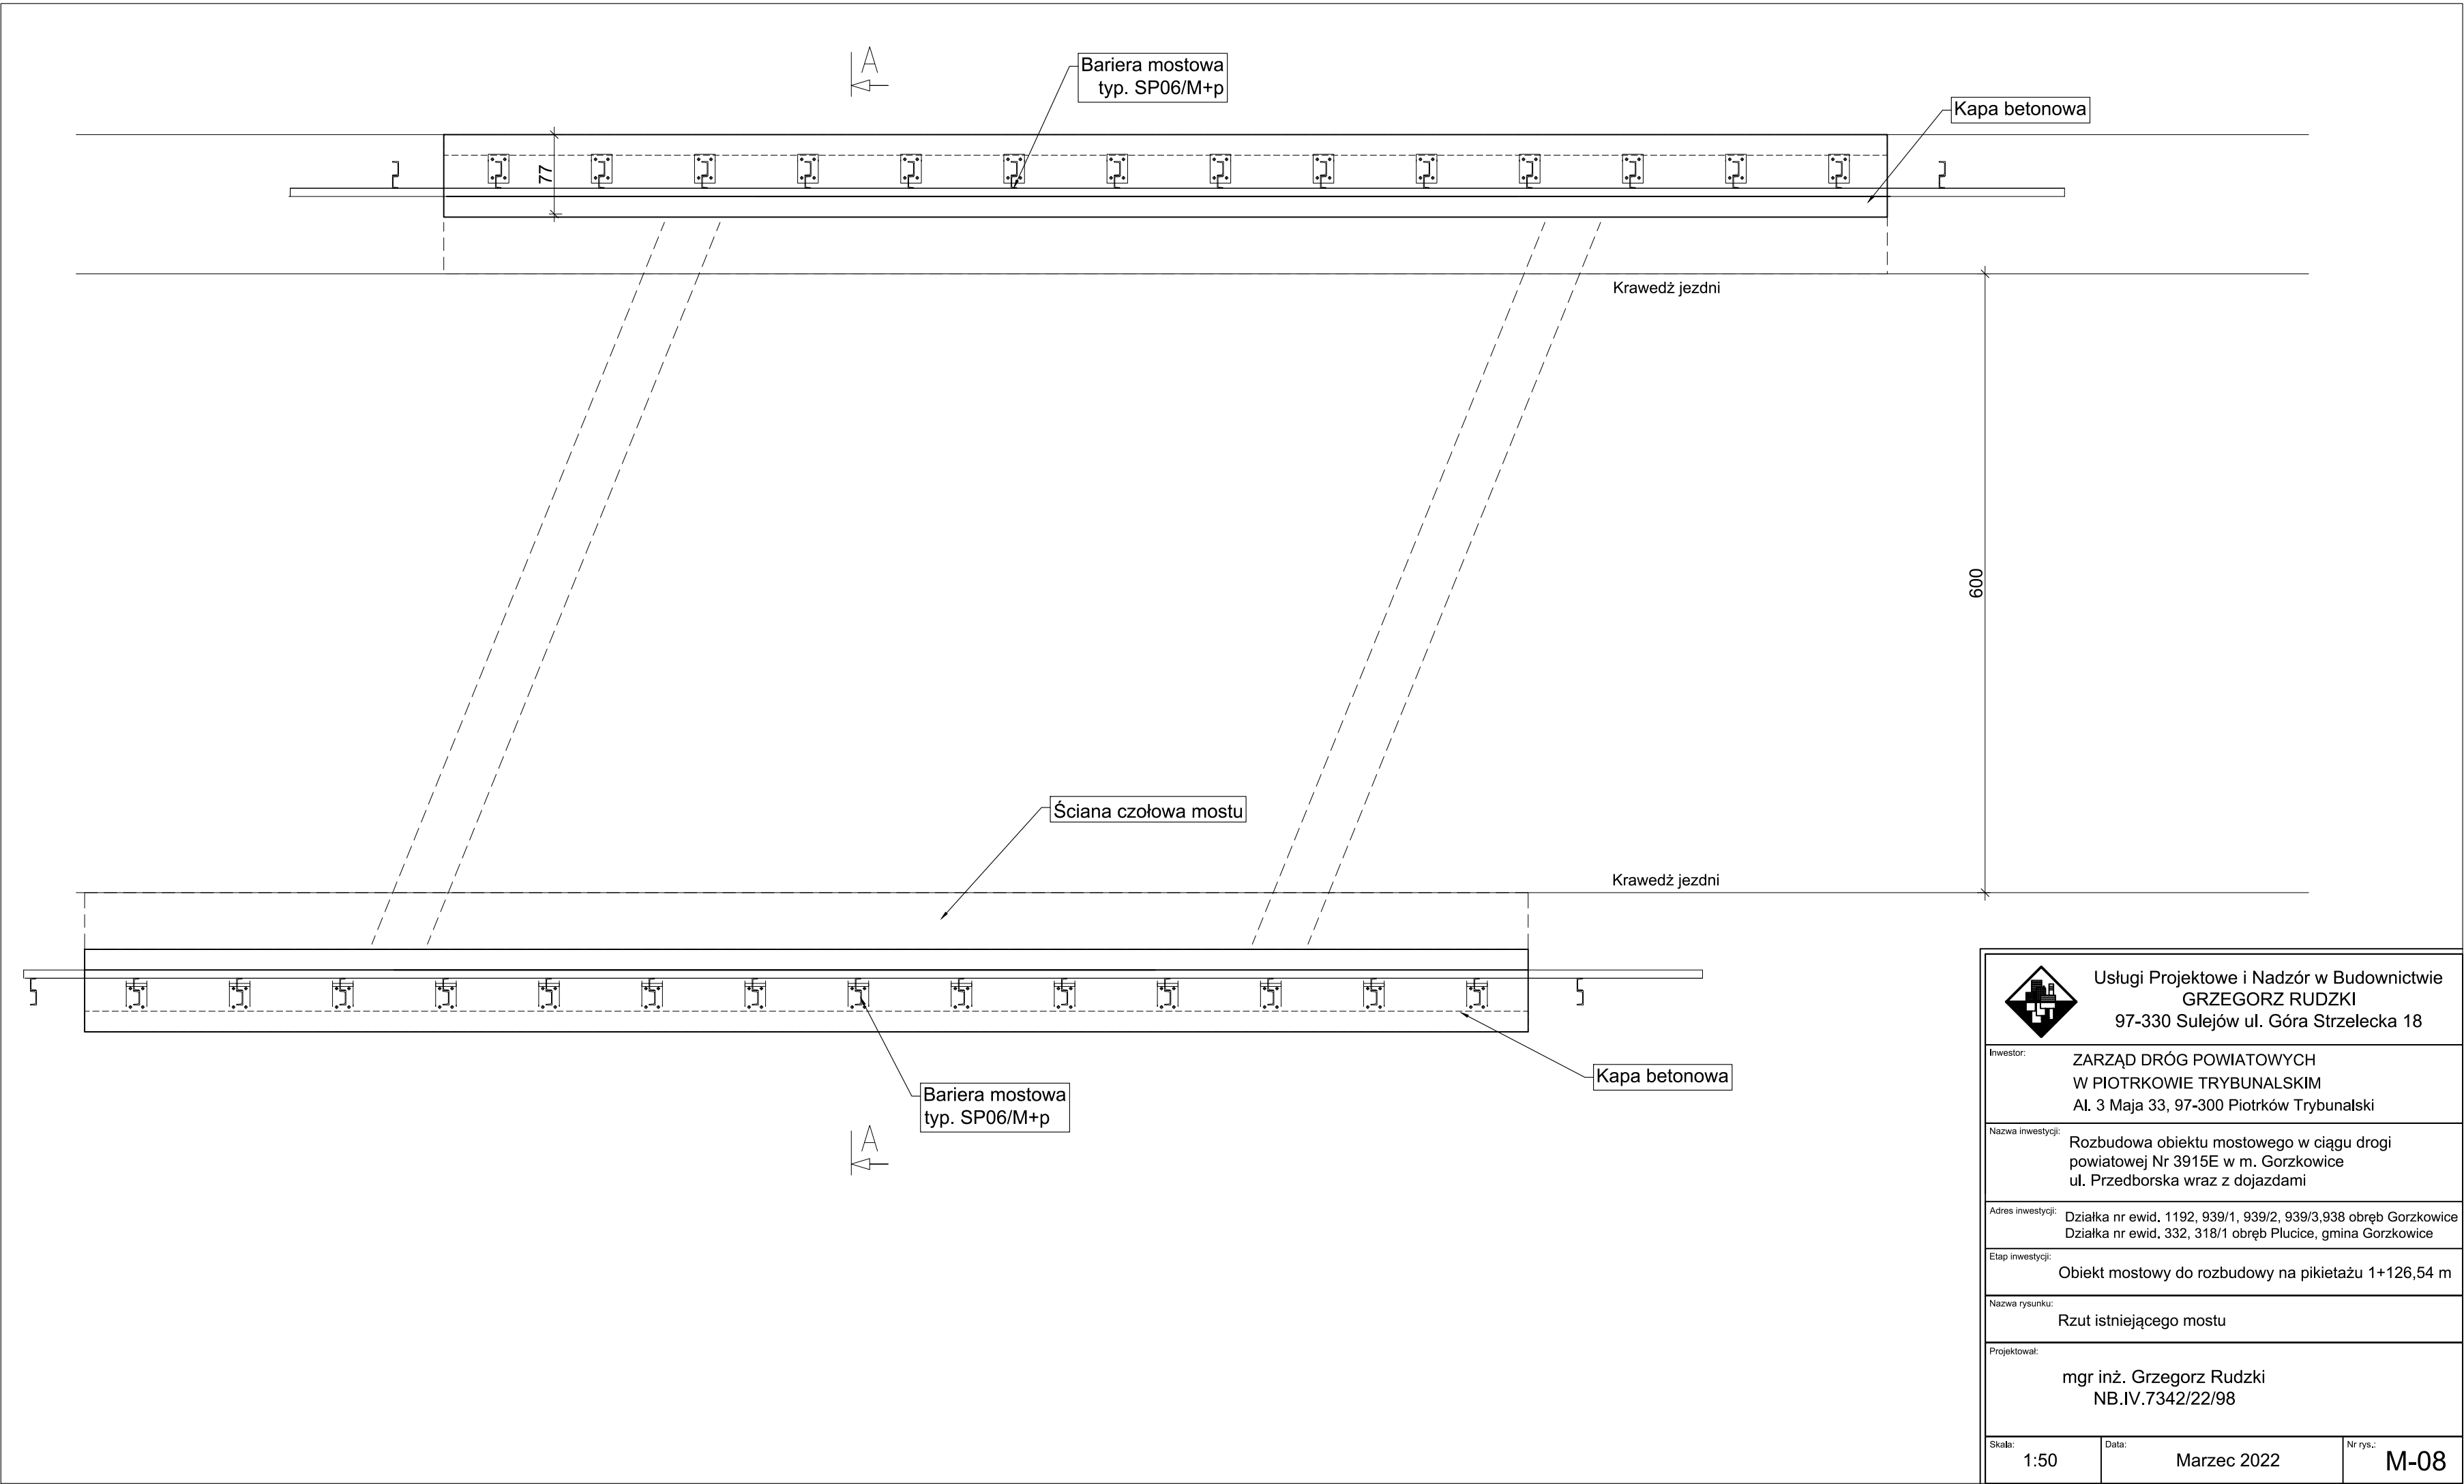 A
Bariera mostowa
typ. SP06/M+p
Kapa betonowa
77
Krawedż jezdni
600
Ściana czołowa mostu
Krawedż jezdni
Kapa betonowa
Bariera mostowa
typ. SP06/M+p
A
Usługi Projektowe i Nadzór w Budownictwie
GRZEGORZ RUDZKI
97-330 Sulejów ul. Góra Strzelecka 18
Inwestor:
ZARZĄD DRÓG POWIATOWYCH
W PIOTRKOWIE TRYBUNALSKIM
Al. 3 Maja 33, 97-300 Piotrków Trybunalski
Nazwa inwestycji:
Rozbudowa obiektu mostowego w ciągu drogi
powiatowej Nr 3915E w m. Gorzkowice
ul. Przedborska wraz z dojazdami
Adres inwestycji:
Działka nr ewid. 1192, 939/1, 939/2, 939/3,938 obręb Gorzkowice
Działka nr ewid. 332, 318/1 obręb Plucice, gmina Gorzkowice
Etap inwestycji:
Obiekt mostowy do rozbudowy na pikietażu 1+126,54 m
Nazwa rysunku:
Rzut istniejącego mostu
Projektował:
mgr inż. Grzegorz Rudzki
NB.IV.7342/22/98
Skala:
1:50
Data:
Marzec 2022
Nr rys.:
M-08